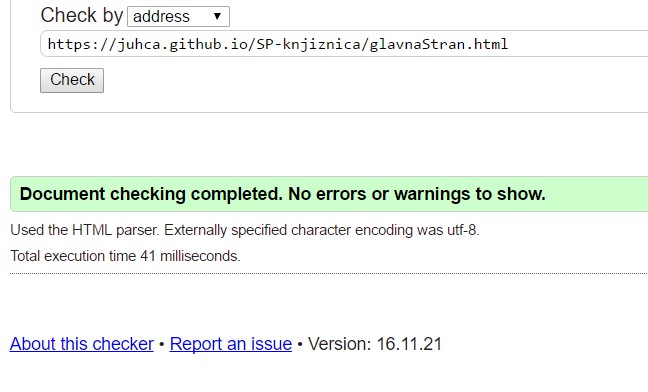 Check by address
https://juhca.github.io/SP-knjiznica/glavnaStran.html
Check
Document checking completed. No errors or warnings to show.
Used the HTML parser. Externally specified character encoding was utf-8.
Total execution time 41 milliseconds.
About this checker • Report an issue • Version: 16.11.21